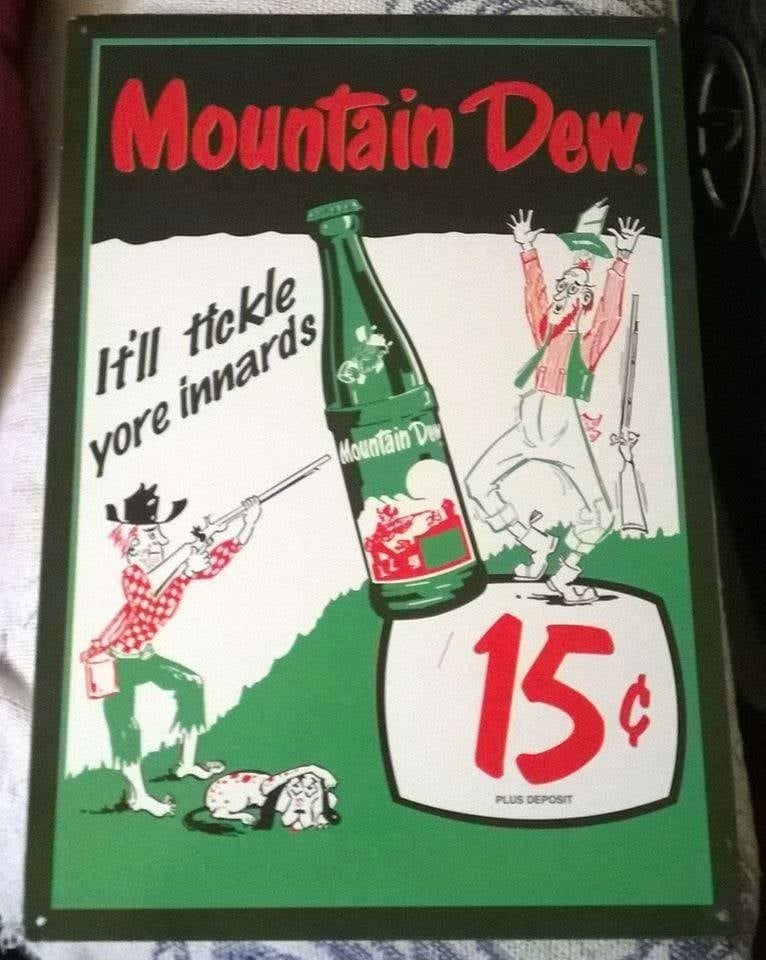 Mountain Dew®
It'll tickle
yore innards
Mountain Dew
15¢
PLUS DEPOSIT